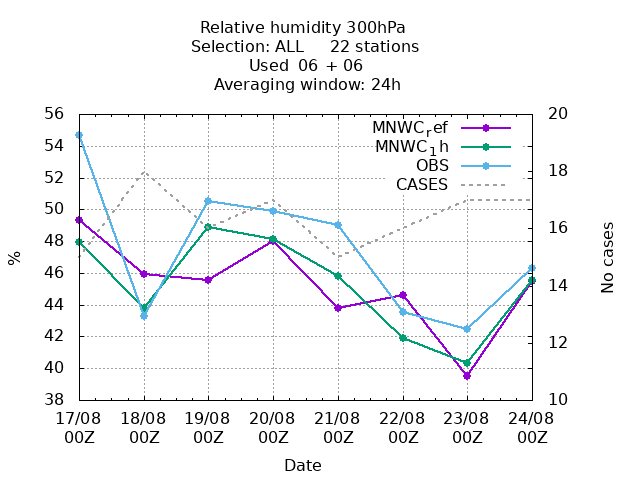 Relative humidity 300hPa
Selection: ALL     22 stations
Used  06 + 06
Averaging window: 24h
56
54
52
50
48
46
44
42
40
38
20
18
16
14
12
10
%
No cases
MNWCref
MNWC1h
OBS
CASES
17/08 18/08 19/08 20/08 21/08 22/08 23/08 24/08
00Z 00Z 00Z 00Z 00Z 00Z 00Z 00Z
Date